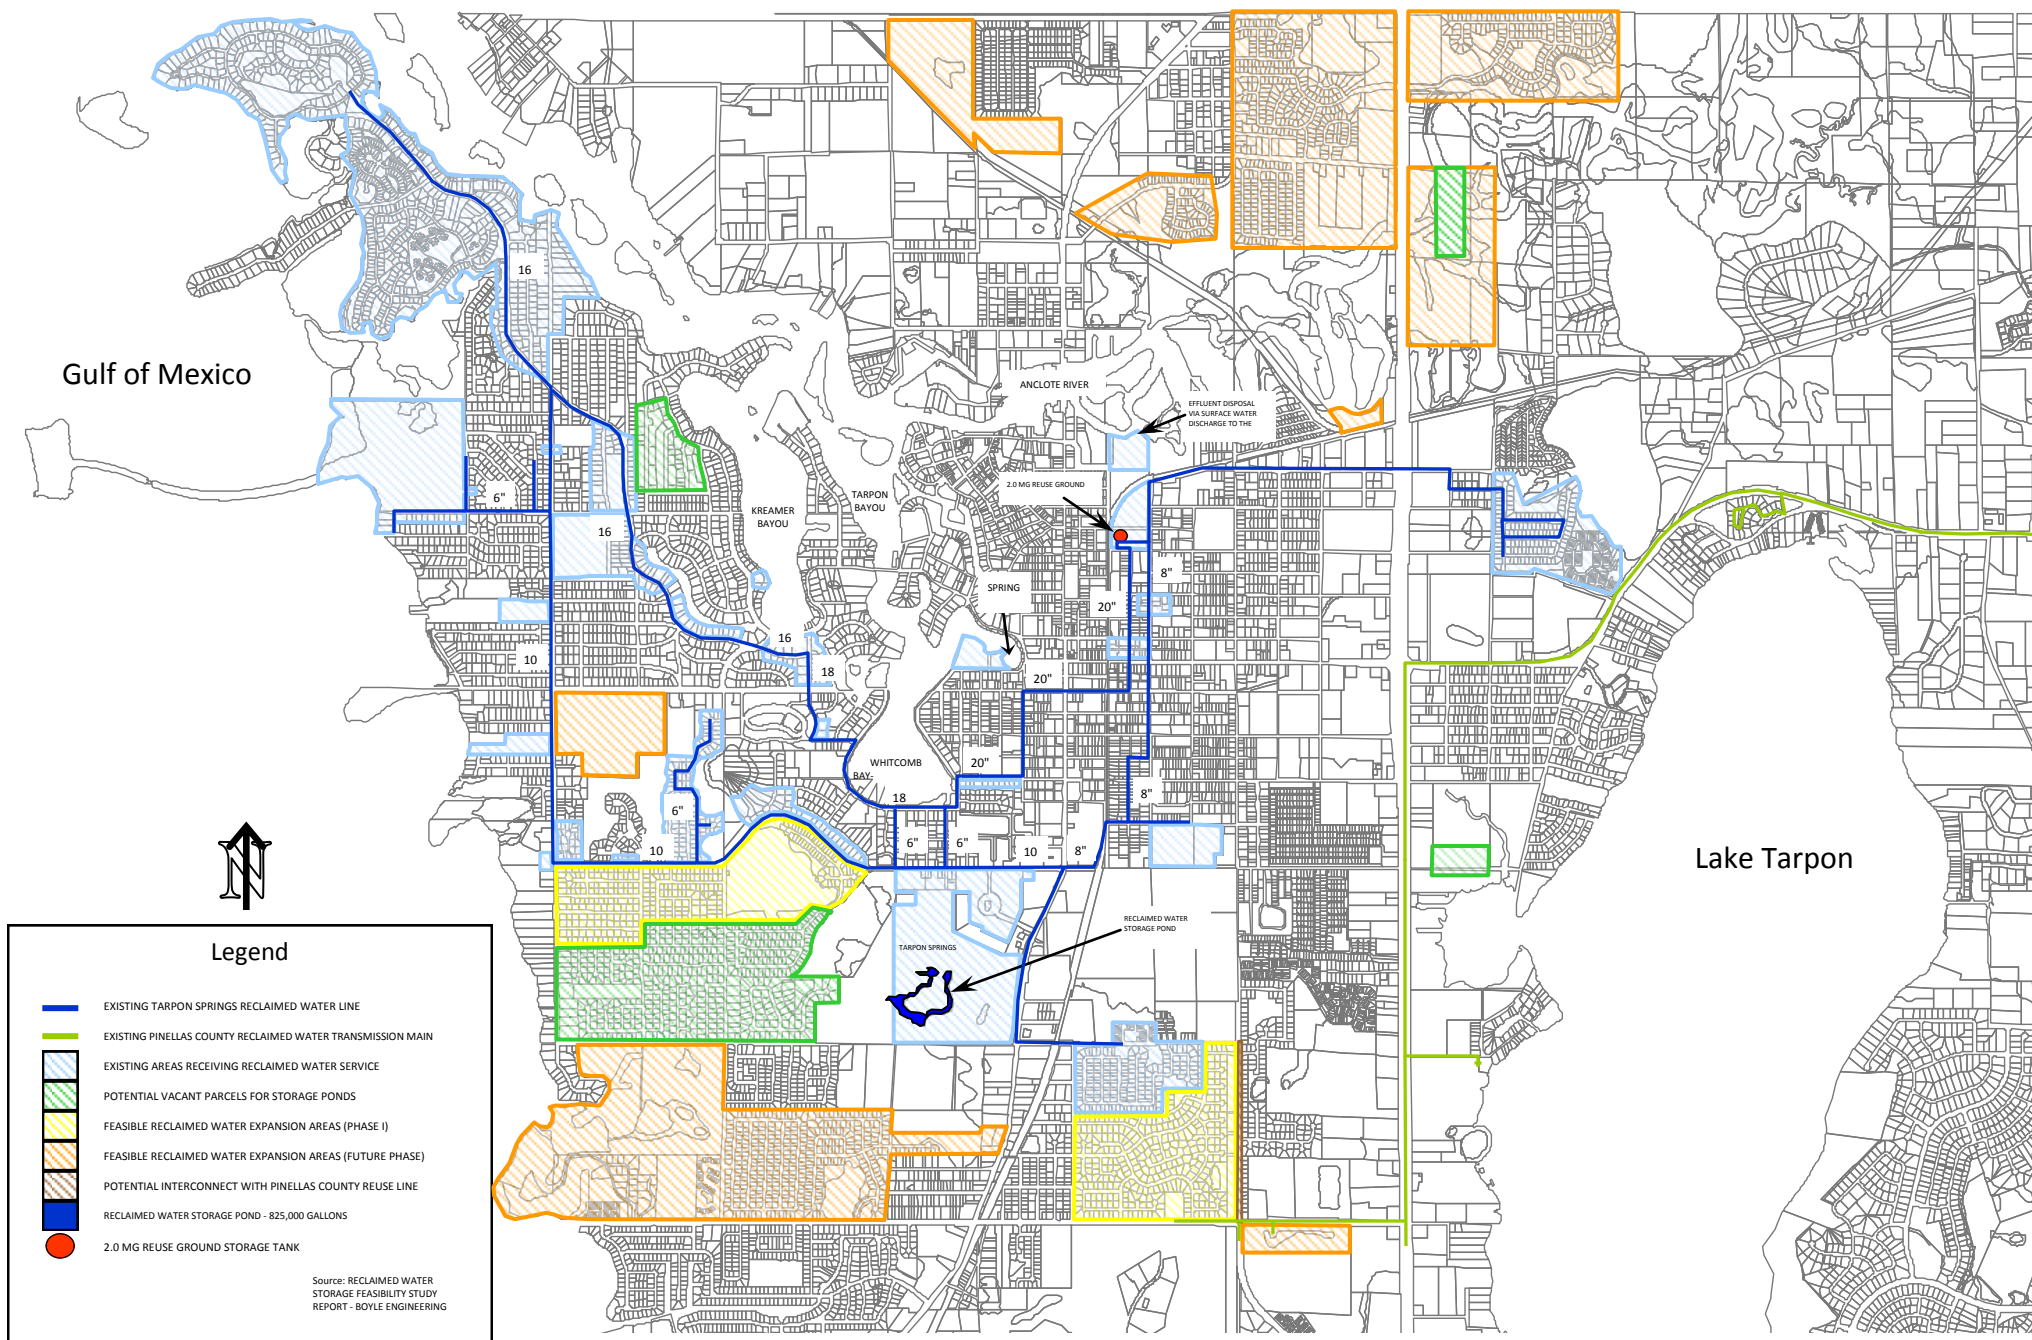 16
Gulf of Mexico
ANCLOTE RIVER
EFFLUENT DISPOSAL
VIA SURFACE WATER
DISCHARGE TO THE
2.0 MG REUSE GROUND
6"
TARPON
BAYOU
KREAMER
BAYOU
16
8"
SPRING
20"
16
10
18
20"
WHITCOMB
BAY
20"
18
8"
6"
10
6"
6"
10
8"
Lake Tarpon
RECLAIMED WATER
STORAGE POND
TARPON SPRINGS
N
Legend
EXISTING TARPON SPRINGS RECLAIMED WATER LINE
EXISTING PINELLAS COUNTY RECLAIMED WATER TRANSMISSION MAIN
EXISTING AREAS RECEIVING RECLAIMED WATER SERVICE
POTENTIAL VACANT PARCELS FOR STORAGE PONDS
FEASIBLE RECLAIMED WATER EXPANSION AREAS (PHASE I)
FEASIBLE RECLAIMED WATER EXPANSION AREAS (FUTURE PHASE)
POTENTIAL INTERCONNECT WITH PINELLAS COUNTY REUSE LINE
RECLAIMED WATER STORAGE POND - 825,000 GALLONS
2.0 MG REUSE GROUND STORAGE TANK
Source: RECLAIMED WATER
STORAGE FEASIBILITY STUDY
REPORT - BOYLE ENGINEERING